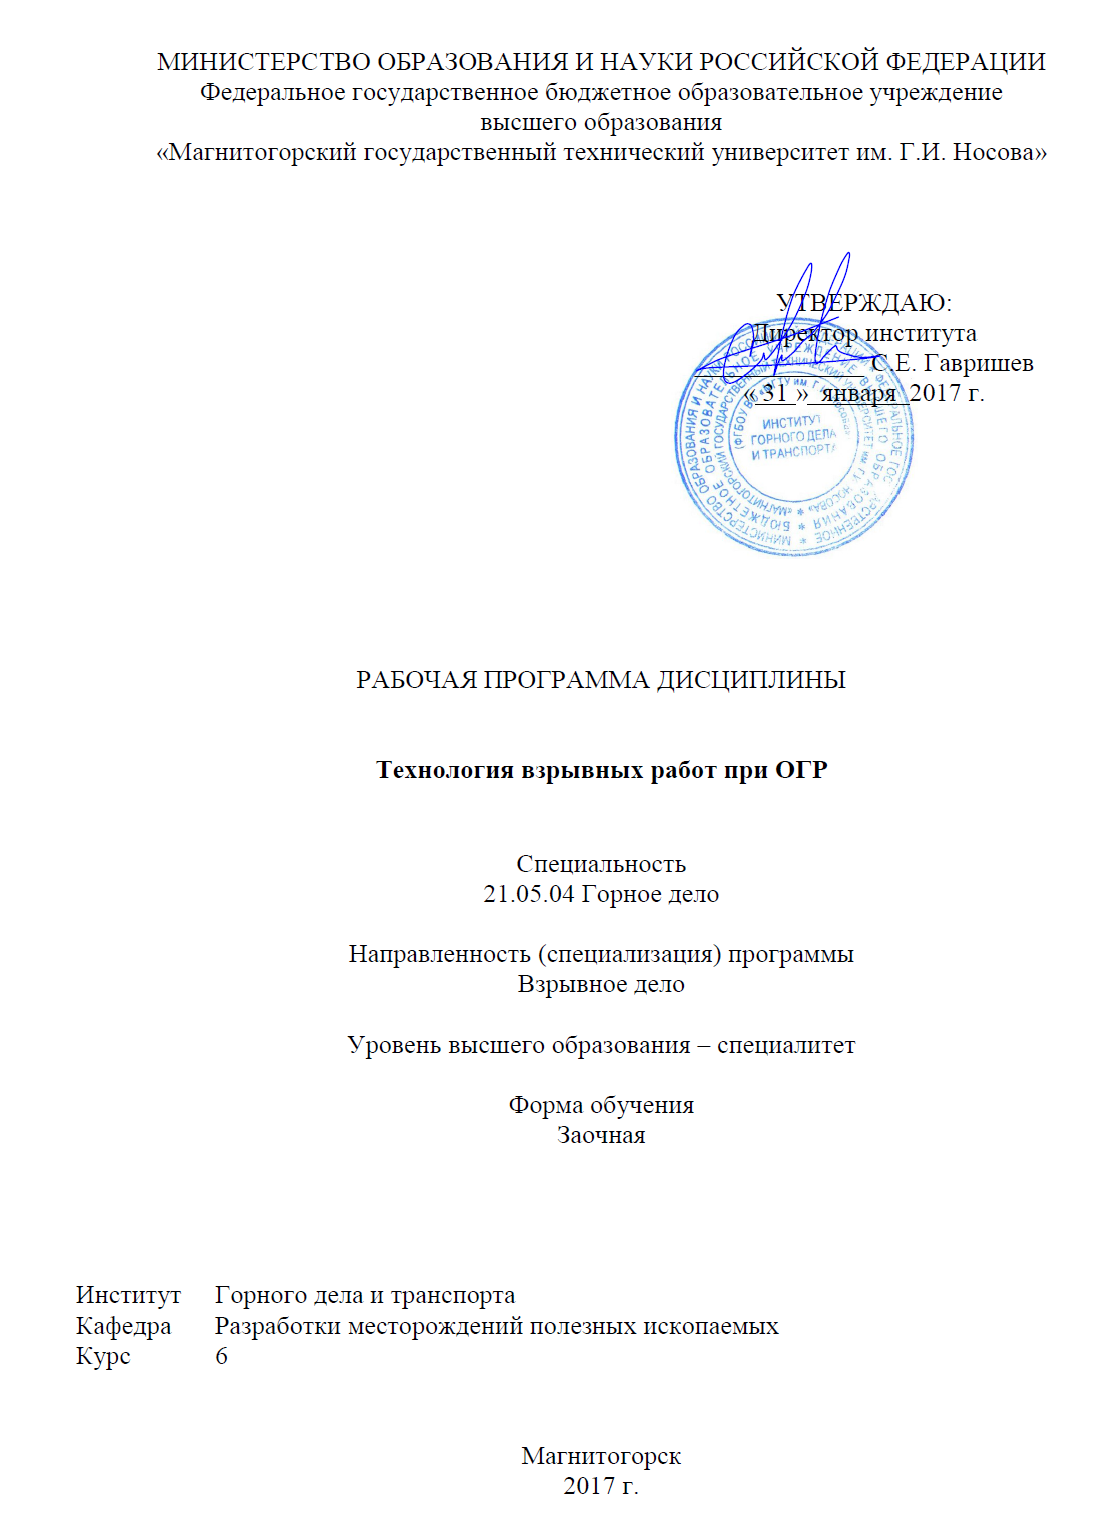 МИНИСТЕРСТВО ОБРАЗОВАНИЯ И НАУКИ РОССИЙСКОЙ ФЕДЕРАЦИИ
Федеральное государственное бюджетное образовательное учреждение
высшего образования
«Магнитогорский государственный технический университет им. Г.И. Носова»
УТВЕРЖДАЮ:
Директор института
С.Е. Гавришев
« 31 » января 2017 г.
ИНСТИТУТ
ГОРНОГО ДЕЛА
И ТРАНСПОРТА
РАБОЧАЯ ПРОГРАММА ДИСЦИПЛИНЫ
Технология взрывных работ при ОГР
Специальность
21.05.04 Горное дело
Направленность (специализация) программы
Взрывное дело
Уровень высшего образования – специалитет
Форма обучения
Заочная
Институт Горного дела и транспорта
Кафедра Разработки месторождений полезных ископаемых
Курс 6
Магнитогорск
2017 г.